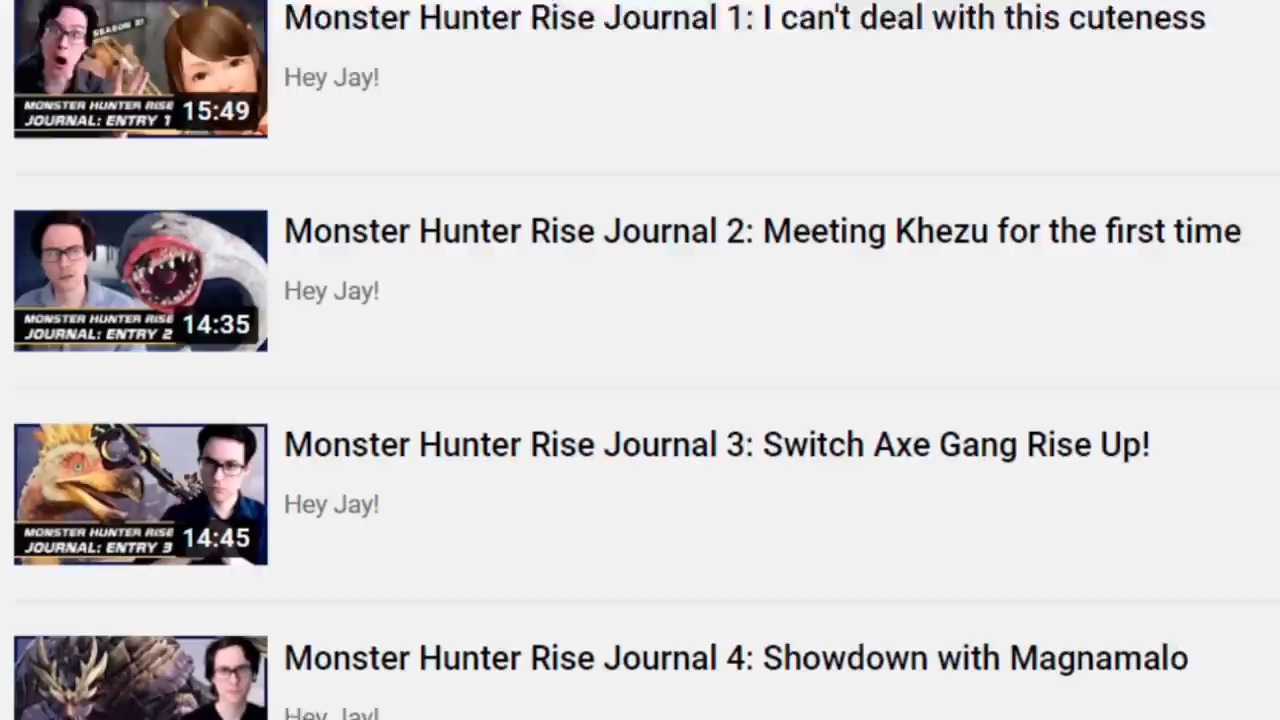 SEASON 2!
MONSTER HUNTER RISE
JOURNAL: ENTRY 1
15:49
Monster Hunter Rise Journal 1: I can't deal with this cuteness
Hey Jay!
MONSTER HUNTER RISE
JOURNAL: ENTRY 2
14:35
Monster Hunter Rise Journal 2: Meeting Khezu for the first time
Hey Jay!
MONSTER HUNTER RISE
JOURNAL: ENTRY 3
14:45
Monster Hunter Rise Journal 3: Switch Axe Gang Rise Up!
Hey Jay!
Monster Hunter Rise Journal 4: Showdown with Magnamalo
Hey Jay!